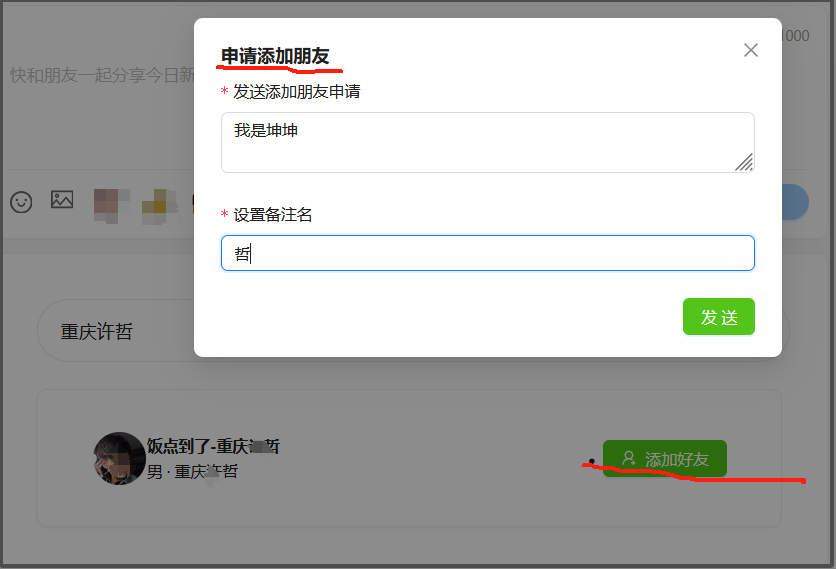 申请添加朋友
1000
快和朋友一起分享今日新
* 发送添加朋友申请
我是坤坤
* 设置备注名
哲
发 送
重庆许哲
饭点到了-重庆许哲
男 · 重庆许哲
添加好友